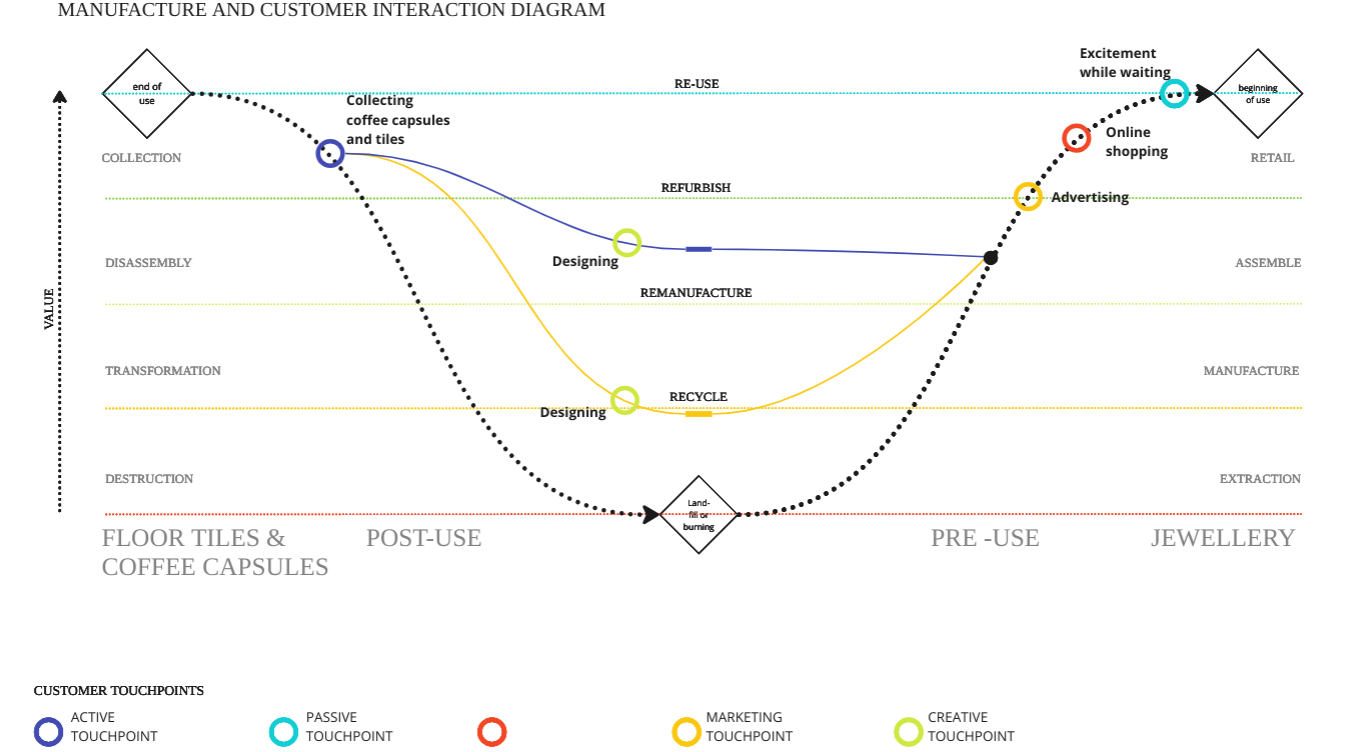 MANUFACTURE AND CUSTOMER INTERACTION DIAGRAM
end of
use
RE-USE
Excitement
while waiting
beginning
of use
Collecting
coffee capsules
and tiles
Online
shopping
COLLECTION
RETAIL
REFURBISH
Advertising
Designing
DISASSEMBLY
ASSEMBLE
REMANUFACTURE
VALUE
TRANSFORMATION
MANUFACTURE
RECYCLE
Designing
DESTRUCTION
EXTRACTION
Land-
fill or
burning
FLOOR TILES &
COFFEE CAPSULES
POST-USE
PRE -USE
JEWELLERY
CUSTOMER TOUCHPOINTS
ACTIVE
TOUCHPOINT
PASSIVE
TOUCHPOINT
MARKETING
TOUCHPOINT
CREATIVE
TOUCHPOINT